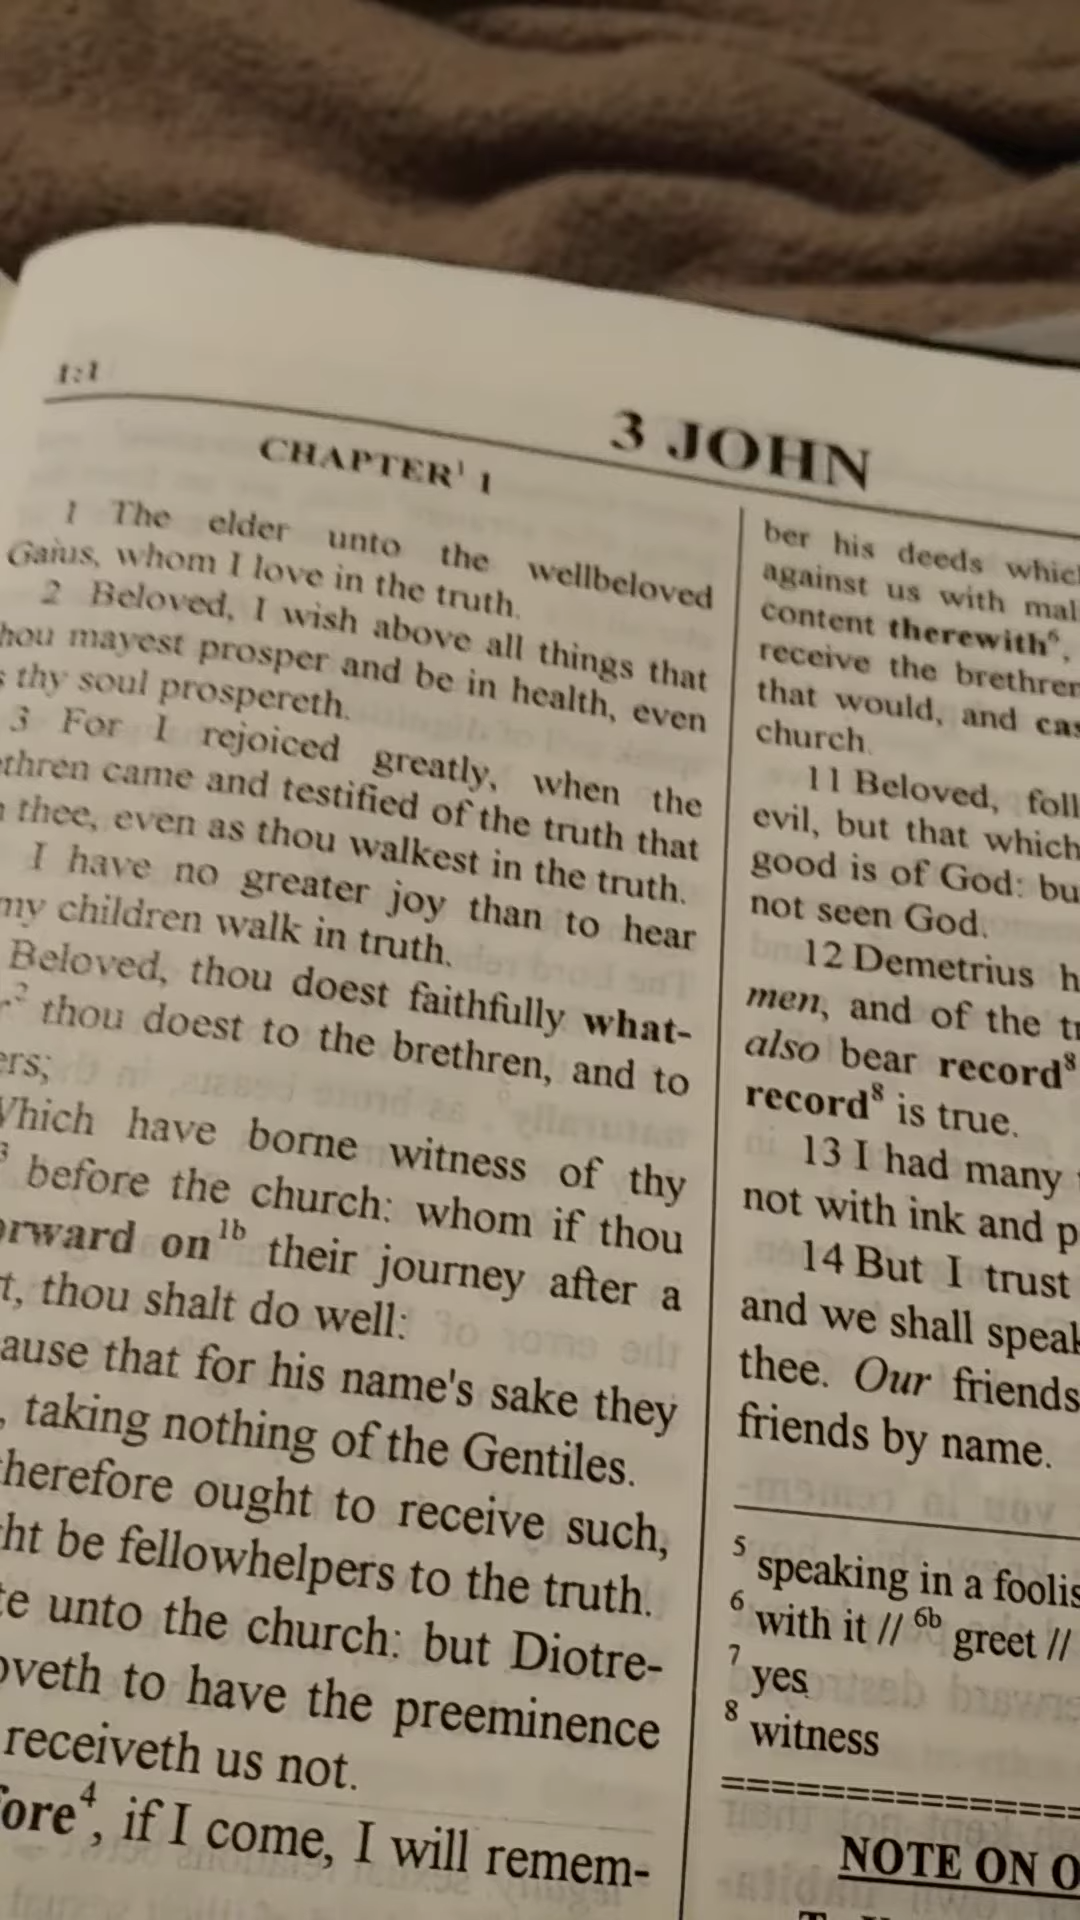 1:1
3 JOHN
CHAPTER¹ 1
1 The elder unto the wellbeloved
Gaius, whom I love in the truth.
2 Beloved, I wish above all things that
hou mayest prosper and be in health, even
s thy soul prospereth.
3 For I rejoiced greatly, when the
thren came and testified of the truth that
thee, even as thou walkest in the truth.
I have no greater joy than to hear
my children walk in truth.
Beloved, thou doest faithfully what-
r² thou doest to the brethren, and to
ers;
Which have borne witness of thy
³ before the church: whom if thou
orward on¹ᵇ their journey after a
t, thou shalt do well:
ause that for his name's sake they
, taking nothing of the Gentiles.
herefore ought to receive such,
ht be fellowhelpers to the truth.
te unto the church: but Diotre-
oveth to have the preeminence
receiveth us not.
fore⁴, if I come, I will remem-
ber his deeds which
against us with mal
content therewith⁶,
receive the brethren
that would, and cas
church.
11 Beloved, foll
evil, but that which
good is of God: bu
not seen God.
12 Demetrius h
men, and of the tr
also bear record⁸
record⁸ is true.
13 I had many
not with ink and p
14 But I trust
and we shall speak
thee. Our friends
friends by name.
⁵ speaking in a foolis
⁶ with it // ⁶ᵇ greet //
⁷ yes
⁸ witness
==================
NOTE ON O